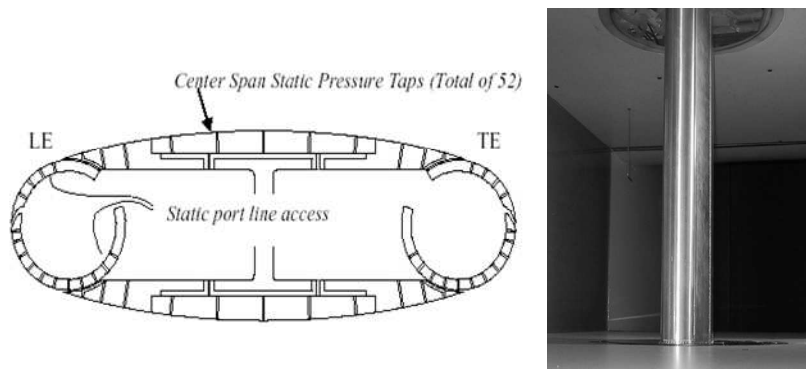 Center Span Static Pressure Taps (Total of 52)
LE
TE
Static port line access